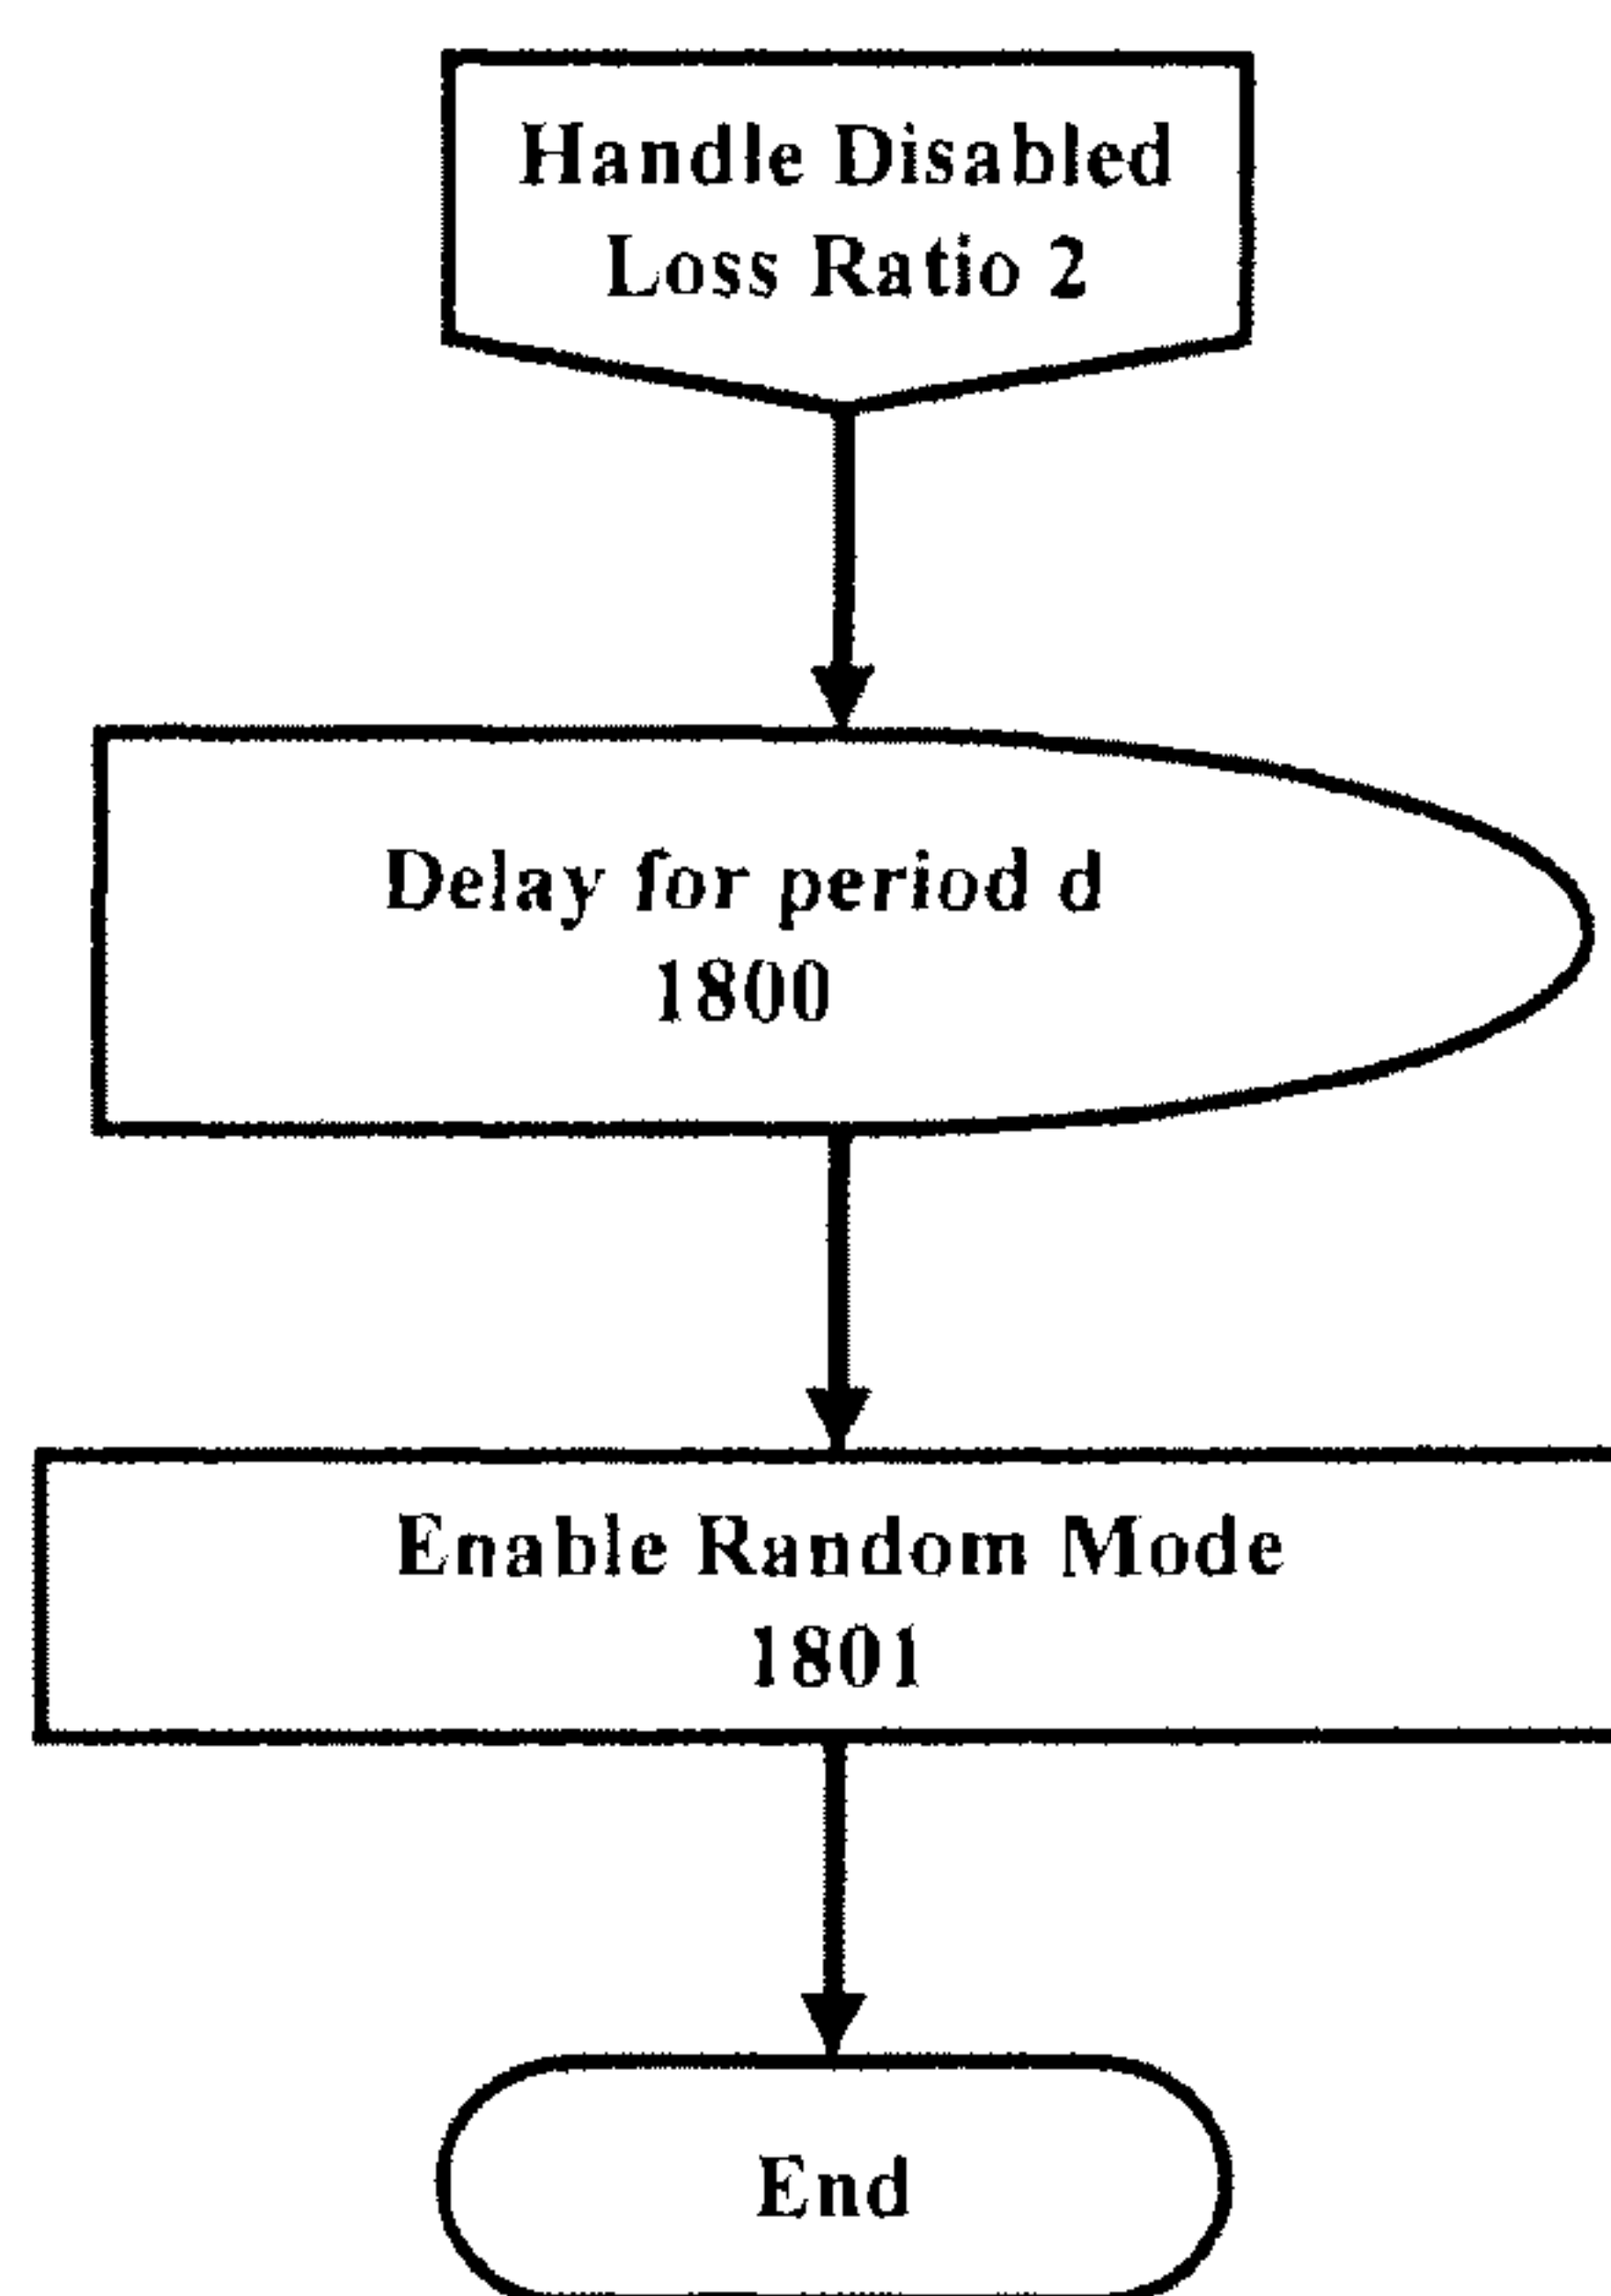 Handle Disabled
Loss Ratio 2
Delay for period d
1800
Enable Random Mode
1801
End